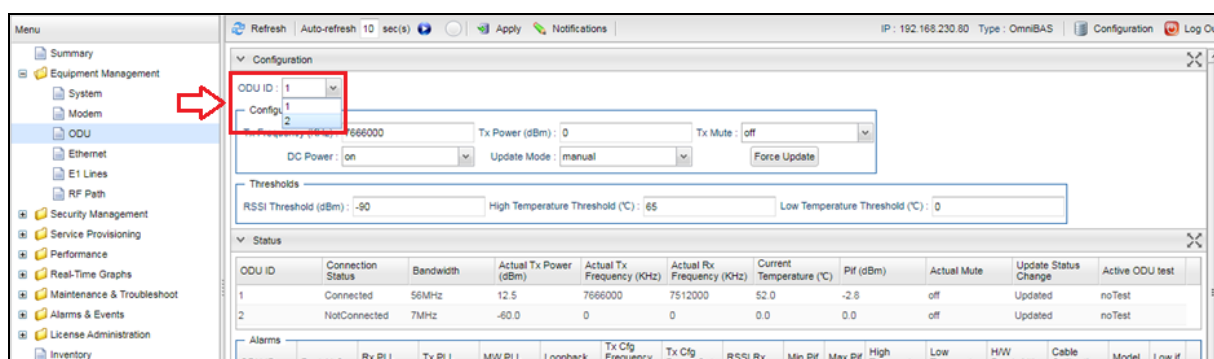 Menu
Refresh Auto-refresh 10 sec(s) Apply Notifications IP : 192.168.230.80 Type : OmniBAS Configuration Log Ou
Summary
Equipment Management
System
Modem
ODU
Ethernet
E1 Lines
RF Path
Security Management
Service Provisioning
Performance
Real-Time Graphs
Maintenance & Troubleshoot
Alarms & Events
License Administration
Inventory
Configuration
ODU ID : 1
1
2
Tx Frequency (KHz) : 7666000 Tx Power (dBm) : 0 Tx Mute : off
DC Power : on Update Mode : manual Force Update
Thresholds
RSSI Threshold (dBm) : -90 High Temperature Threshold (℃) : 65 Low Temperature Threshold (℃) : 0
Status
ODU ID Connection Status Bandwidth Actual Tx Power (dBm) Actual Tx Frequency (KHz) Actual Rx Frequency (KHz) Current Temperature (℃) Pif (dBm) Actual Mute Update Status Change Active ODU test
1 Connected 56MHz 12.5 7666000 7512000 52.0 -2.8 off Updated noTest
2 NotConnected 7MHz -60.0 0 0 0.0 0.0 off Updated noTest
Alarms
Rx PLL Tx PLL MW PLL Loopback Tx Cfg Frequency Tx Cfg RSSI Rx Min Pif Max Pif High Low H/W Cable Model Low if